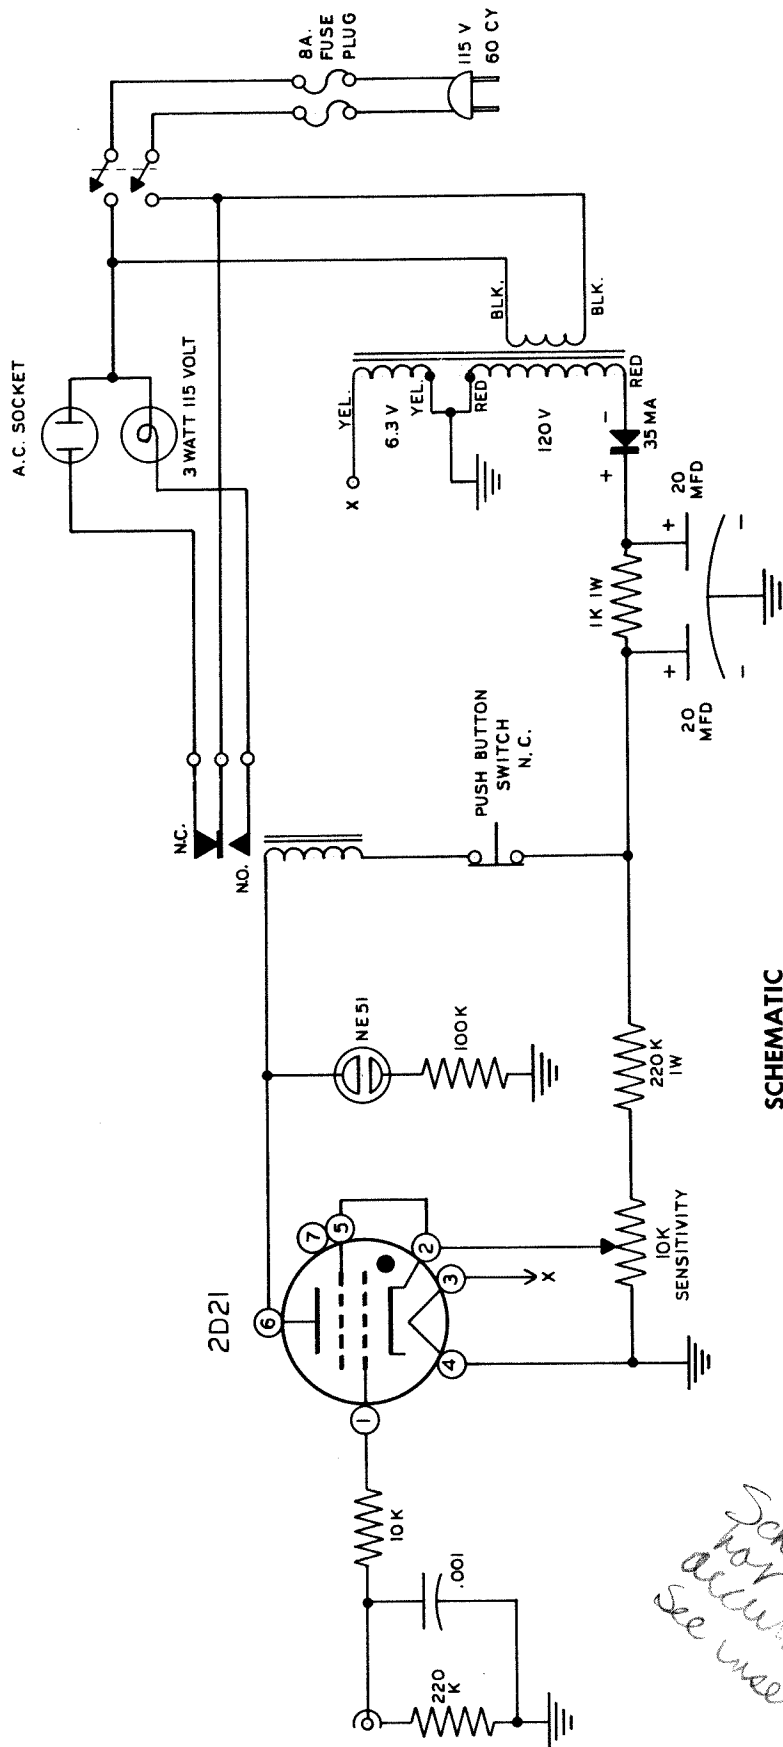 2D21
6
7
5
2
3
4
1
X
10K
.001
220
K
NE51
100K
10K
SENSITIVITY
220K
1W
PUSH BUTTON
SWITCH
N.C.
N.C.
N.O.
A.C. SOCKET
3 WATT 115 VOLT
8A.
FUSE
PLUG
115 V
60 CY
BLK.
BLK.
YEL.
6.3 V
YEL.
RED
120V
RED
X
-
35 MA
+
1K 1W
+
20
MFD
-
+
20
MFD
-
SCHEMATIC
See